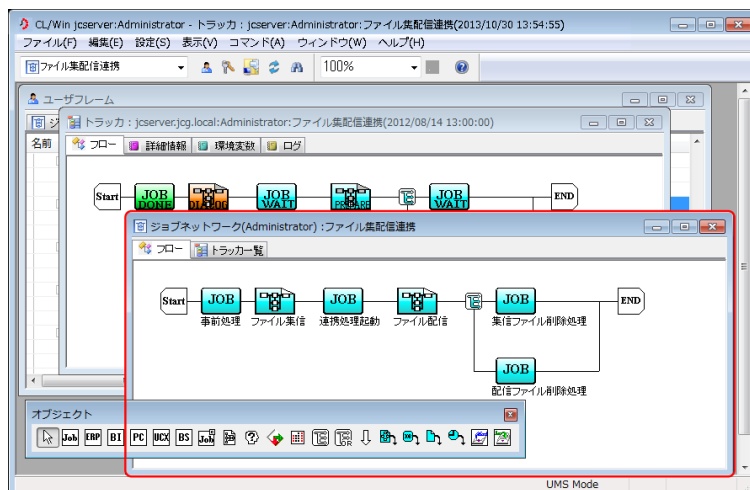 CL/Win jcserver:Administrator - トラッカ : jcserver:Administrator:ファイル集配信連携(2013/10/30 13:54:55)
ファイル(F) 編集(E) 設定(S) 表示(V) コマンド(A) ウィンドウ(W) ヘルプ(H)
ファイル集配信連携 100%
ユーザフレーム
トラッカ : jcserver.jcg.local:Administrator:ファイル集配信連携(2012/08/14 13:00:00)
名前 フロー 詳細情報 環境変数 ログ
Start JOB DONE DIALOG JOB WAIT PREPARE JOB WAIT END
ジョブネットワーク(Administrator) :ファイル集配信連携
フロー トラッカ一覧
Start JOB JOB JOB END
事前処理 ファイル集信 連携処理起動 ファイル配信 集信ファイル削除処理
JOB
配信ファイル削除処理
オブジェクト
Job ERP BI PC UCX BS Job OR
UMS Mode